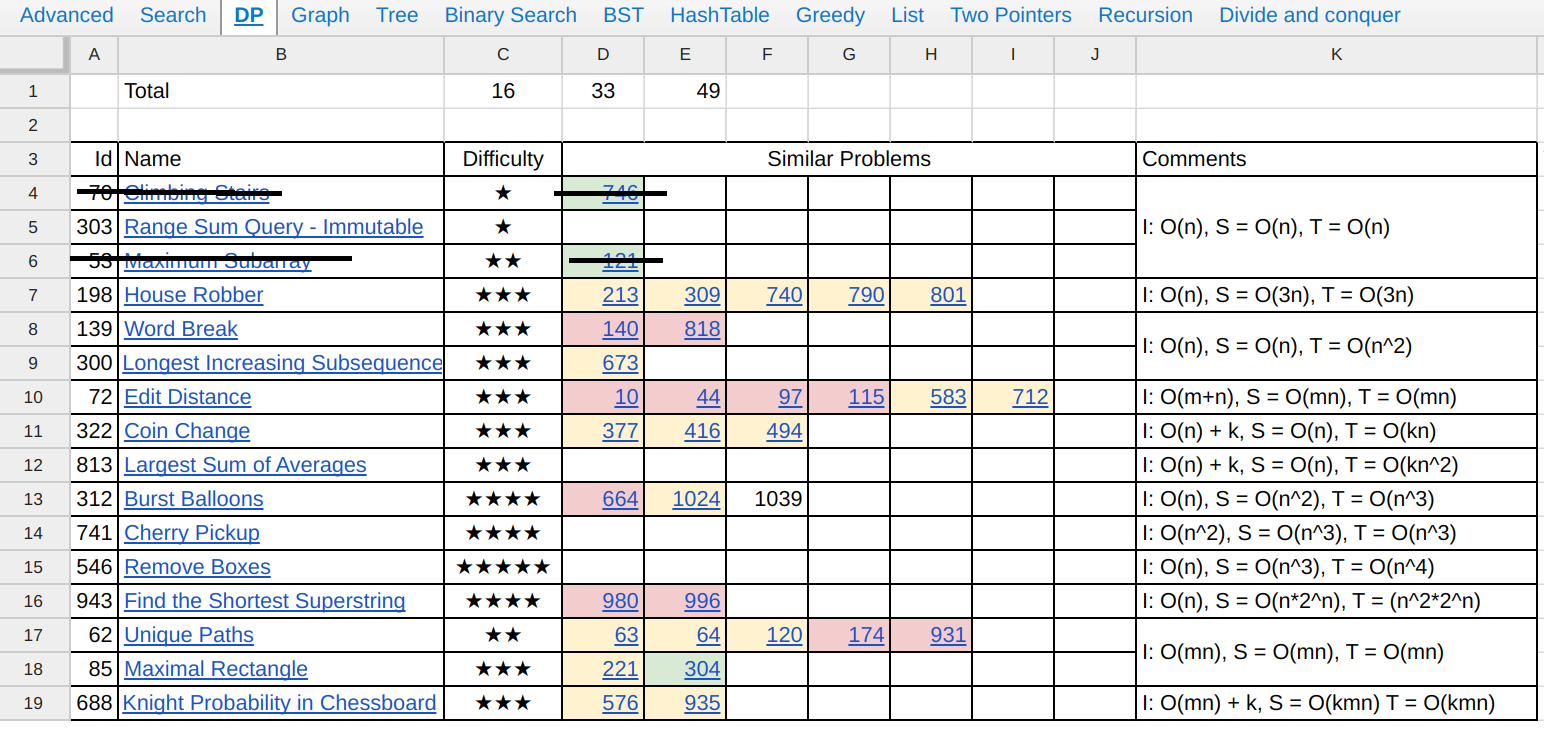 Advanced Search DP Graph Tree Binary Search BST HashTable Greedy List Two Pointers Recursion Divide and conquer
A B C D E F G H I J K
1 Total 16 33 49
2
3 Id Name Difficulty Similar Problems Comments
4 70 Climbing Stairs ★ 746
5 303 Range Sum Query - Immutable ★ I: O(n), S = O(n), T = O(n)
6 53 Maximum Subarray ★★ 121
7 198 House Robber ★★★ 213 309 740 790 801 I: O(n), S = O(3n), T = O(3n)
8 139 Word Break ★★★ 140 818
I: O(n), S = O(n), T = O(n^2)
9 300 Longest Increasing Subsequence ★★★ 673
10 72 Edit Distance ★★★ 10 44 97 115 583 712 I: O(m+n), S = O(mn), T = O(mn)
11 322 Coin Change ★★★ 377 416 494 I: O(n) + k, S = O(n), T = O(kn)
12 813 Largest Sum of Averages ★★★ I: O(n) + k, S = O(n), T = O(kn^2)
13 312 Burst Balloons ★★★★ 664 1024 1039 I: O(n), S = O(n^2), T = O(n^3)
14 741 Cherry Pickup ★★★★ I: O(n^2), S = O(n^3), T = O(n^3)
15 546 Remove Boxes ★★★★★ I: O(n), S = O(n^3), T = O(n^4)
16 943 Find the Shortest Superstring ★★★★ 980 996 I: O(n), S = O(n*2^n), T = (n^2*2^n)
17 62 Unique Paths ★★ 63 64 120 174 931
I: O(mn), S = O(mn), T = O(mn)
18 85 Maximal Rectangle ★★★ 221 304
19 688 Knight Probability in Chessboard ★★★ 576 935 I: O(mn) + k, S = O(kmn) T = O(kmn)